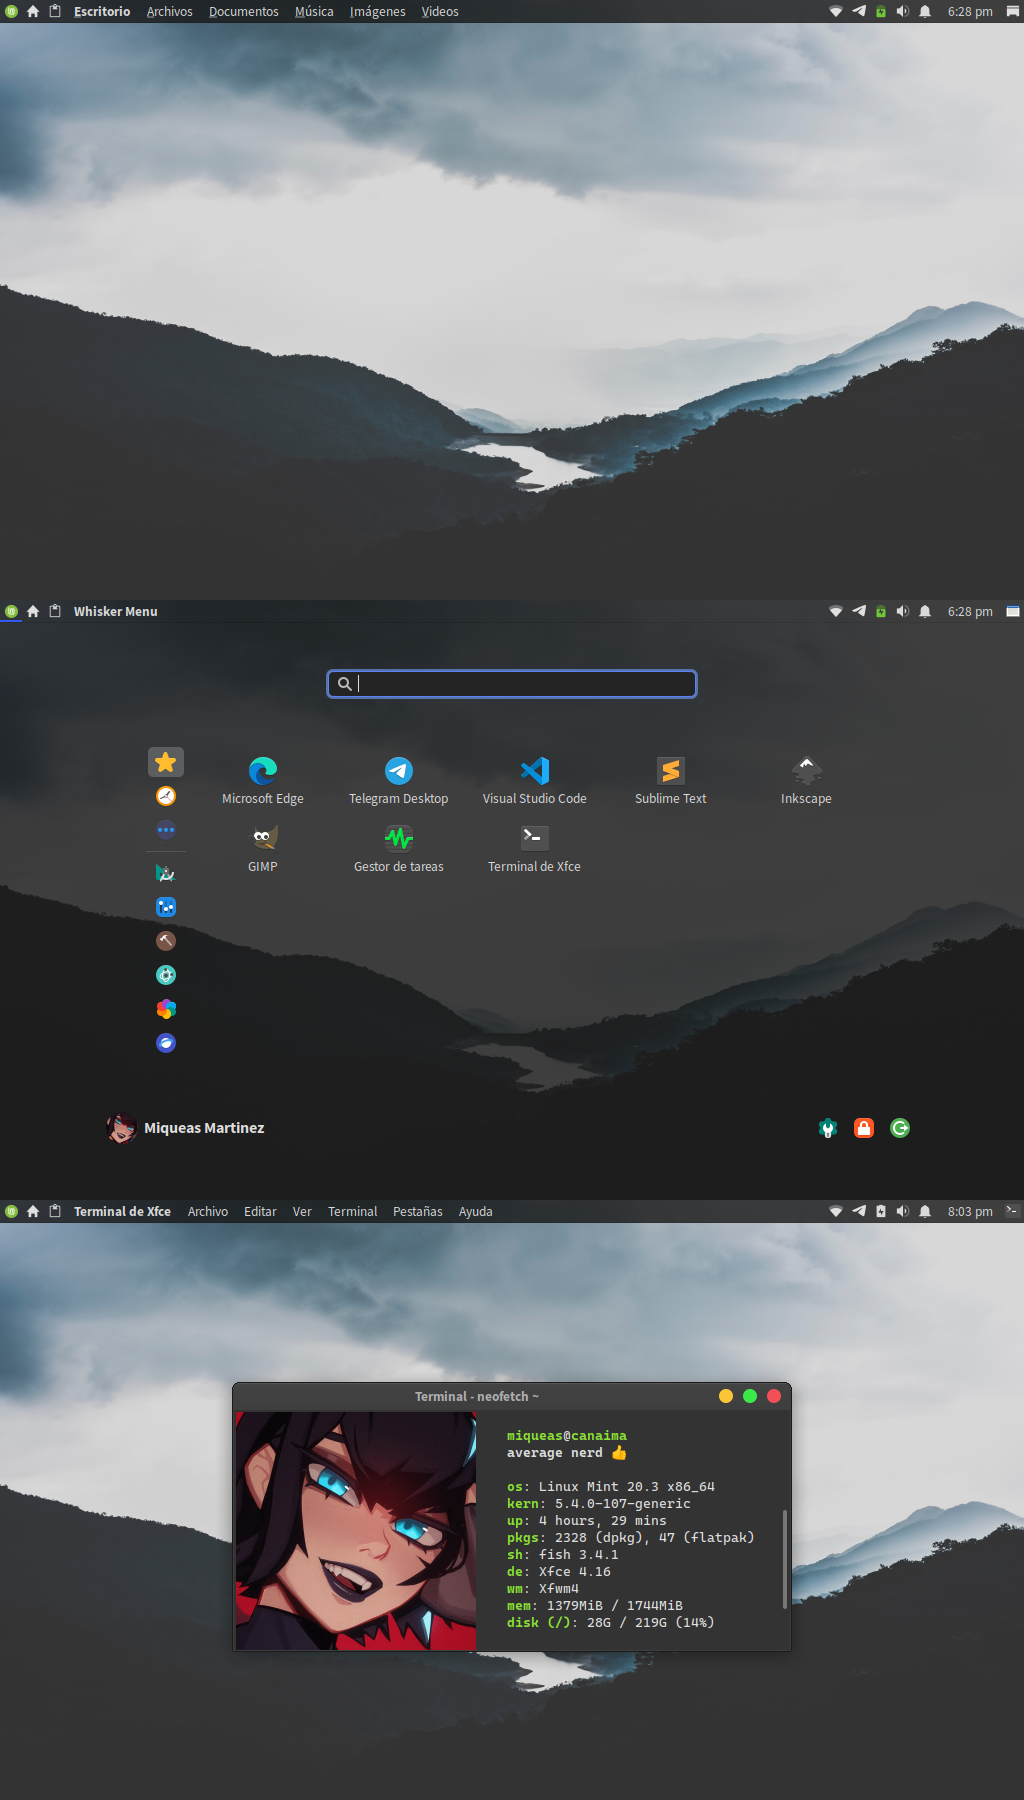 Escritorio Archivos Documentos Música Imágenes Videos 6:28 pm
Whisker Menu 6:28 pm
Microsoft Edge Telegram Desktop Visual Studio Code Sublime Text Inkscape
GIMP Gestor de tareas Terminal de Xfce
Miqueas Martinez
Terminal de Xfce Archivo Editar Ver Terminal Pestañas Ayuda 8:03 pm
Terminal - neofetch ~
miqueas@canaima
average nerd 👍
os: Linux Mint 20.3 x86_64
kern: 5.4.0-107-generic
up: 4 hours, 29 mins
pkgs: 2328 (dpkg), 47 (flatpak)
sh: fish 3.4.1
de: Xfce 4.16
wm: Xfwm4
mem: 1379MiB / 1744MiB
disk (/): 28G / 219G (14%)